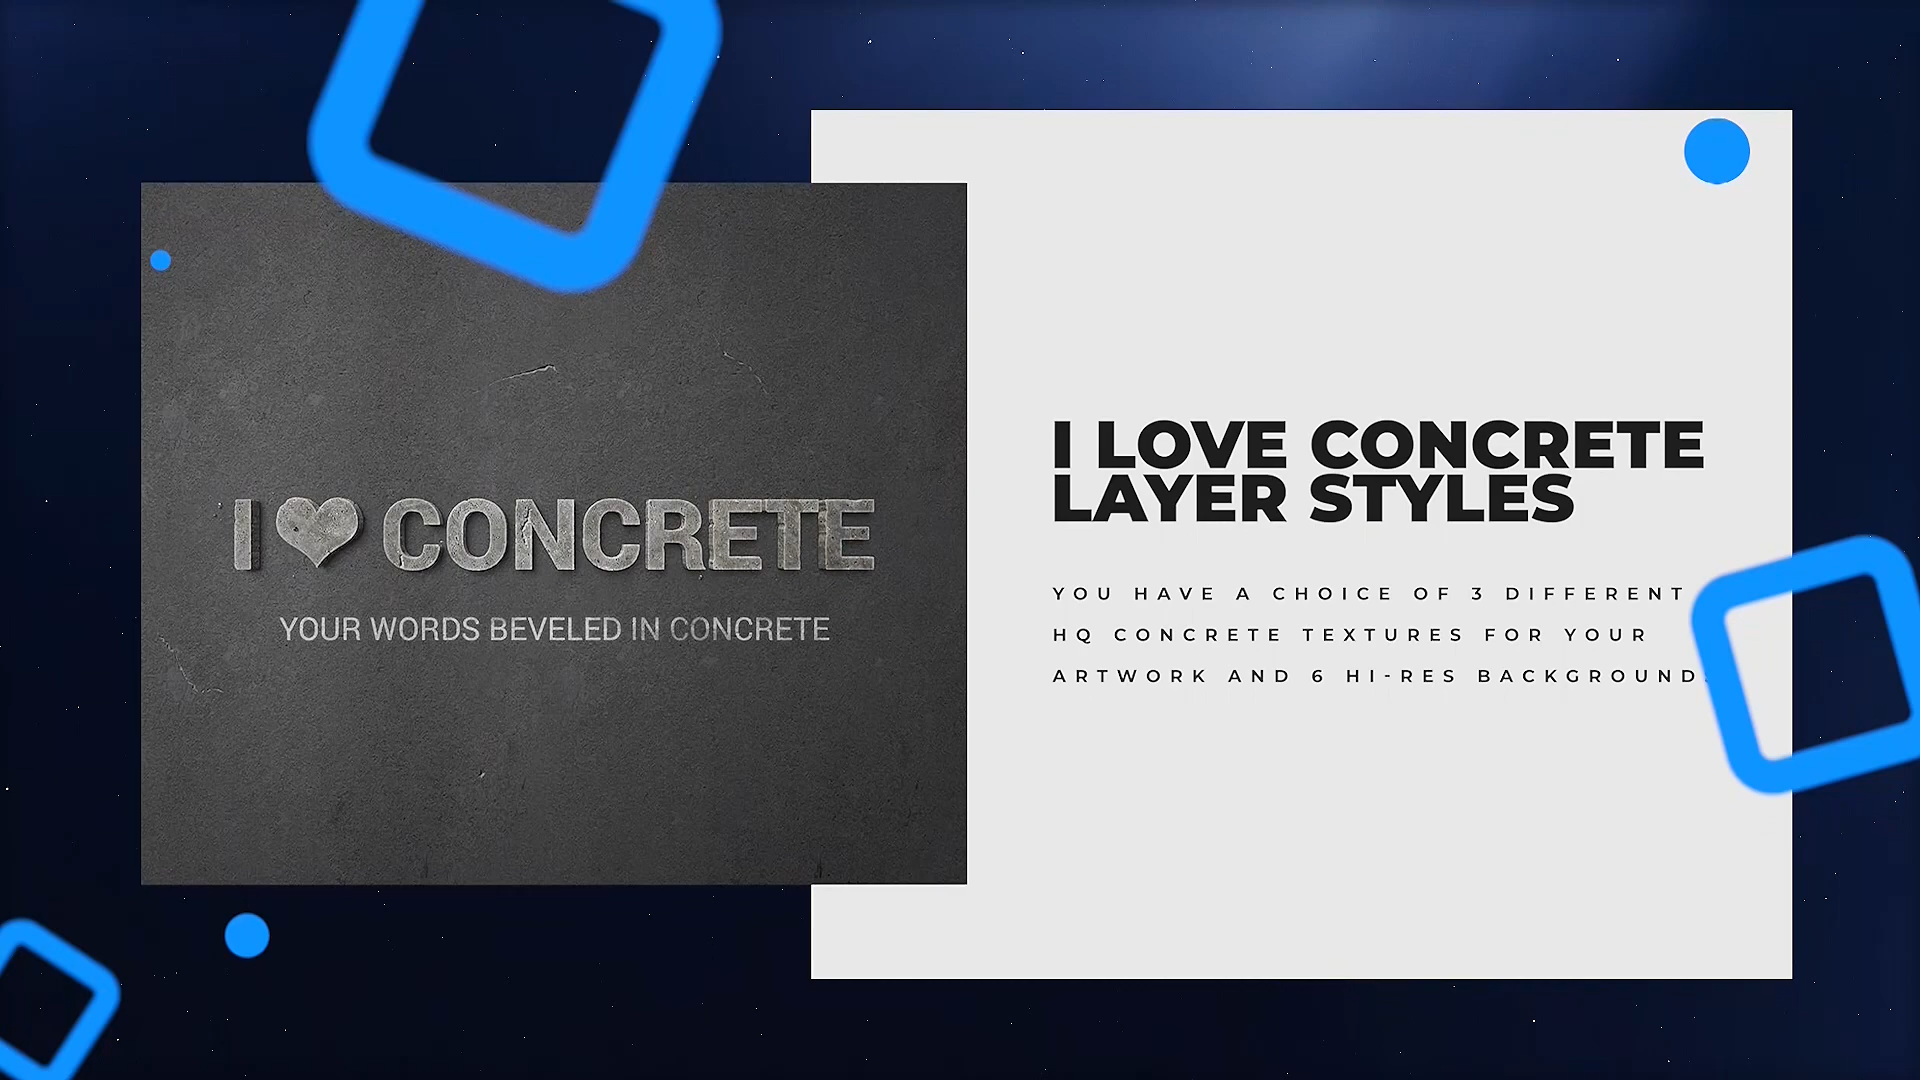 I ❤ CONCRETE
YOUR WORDS BEVELED IN CONCRETE
I LOVE CONCRETE
LAYER STYLES
YOU HAVE A CHOICE OF 3 DIFFERENT
HQ CONCRETE TEXTURES FOR YOUR
ARTWORK AND 6 HI-RES BACKGROUNDS